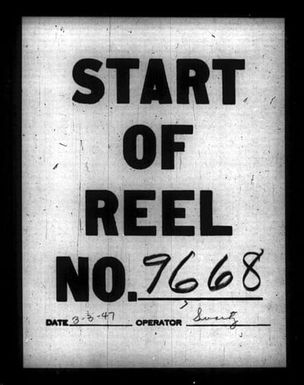 START
OF
REEL
NO. 9668
DATE 3-3-47 OPERATOR